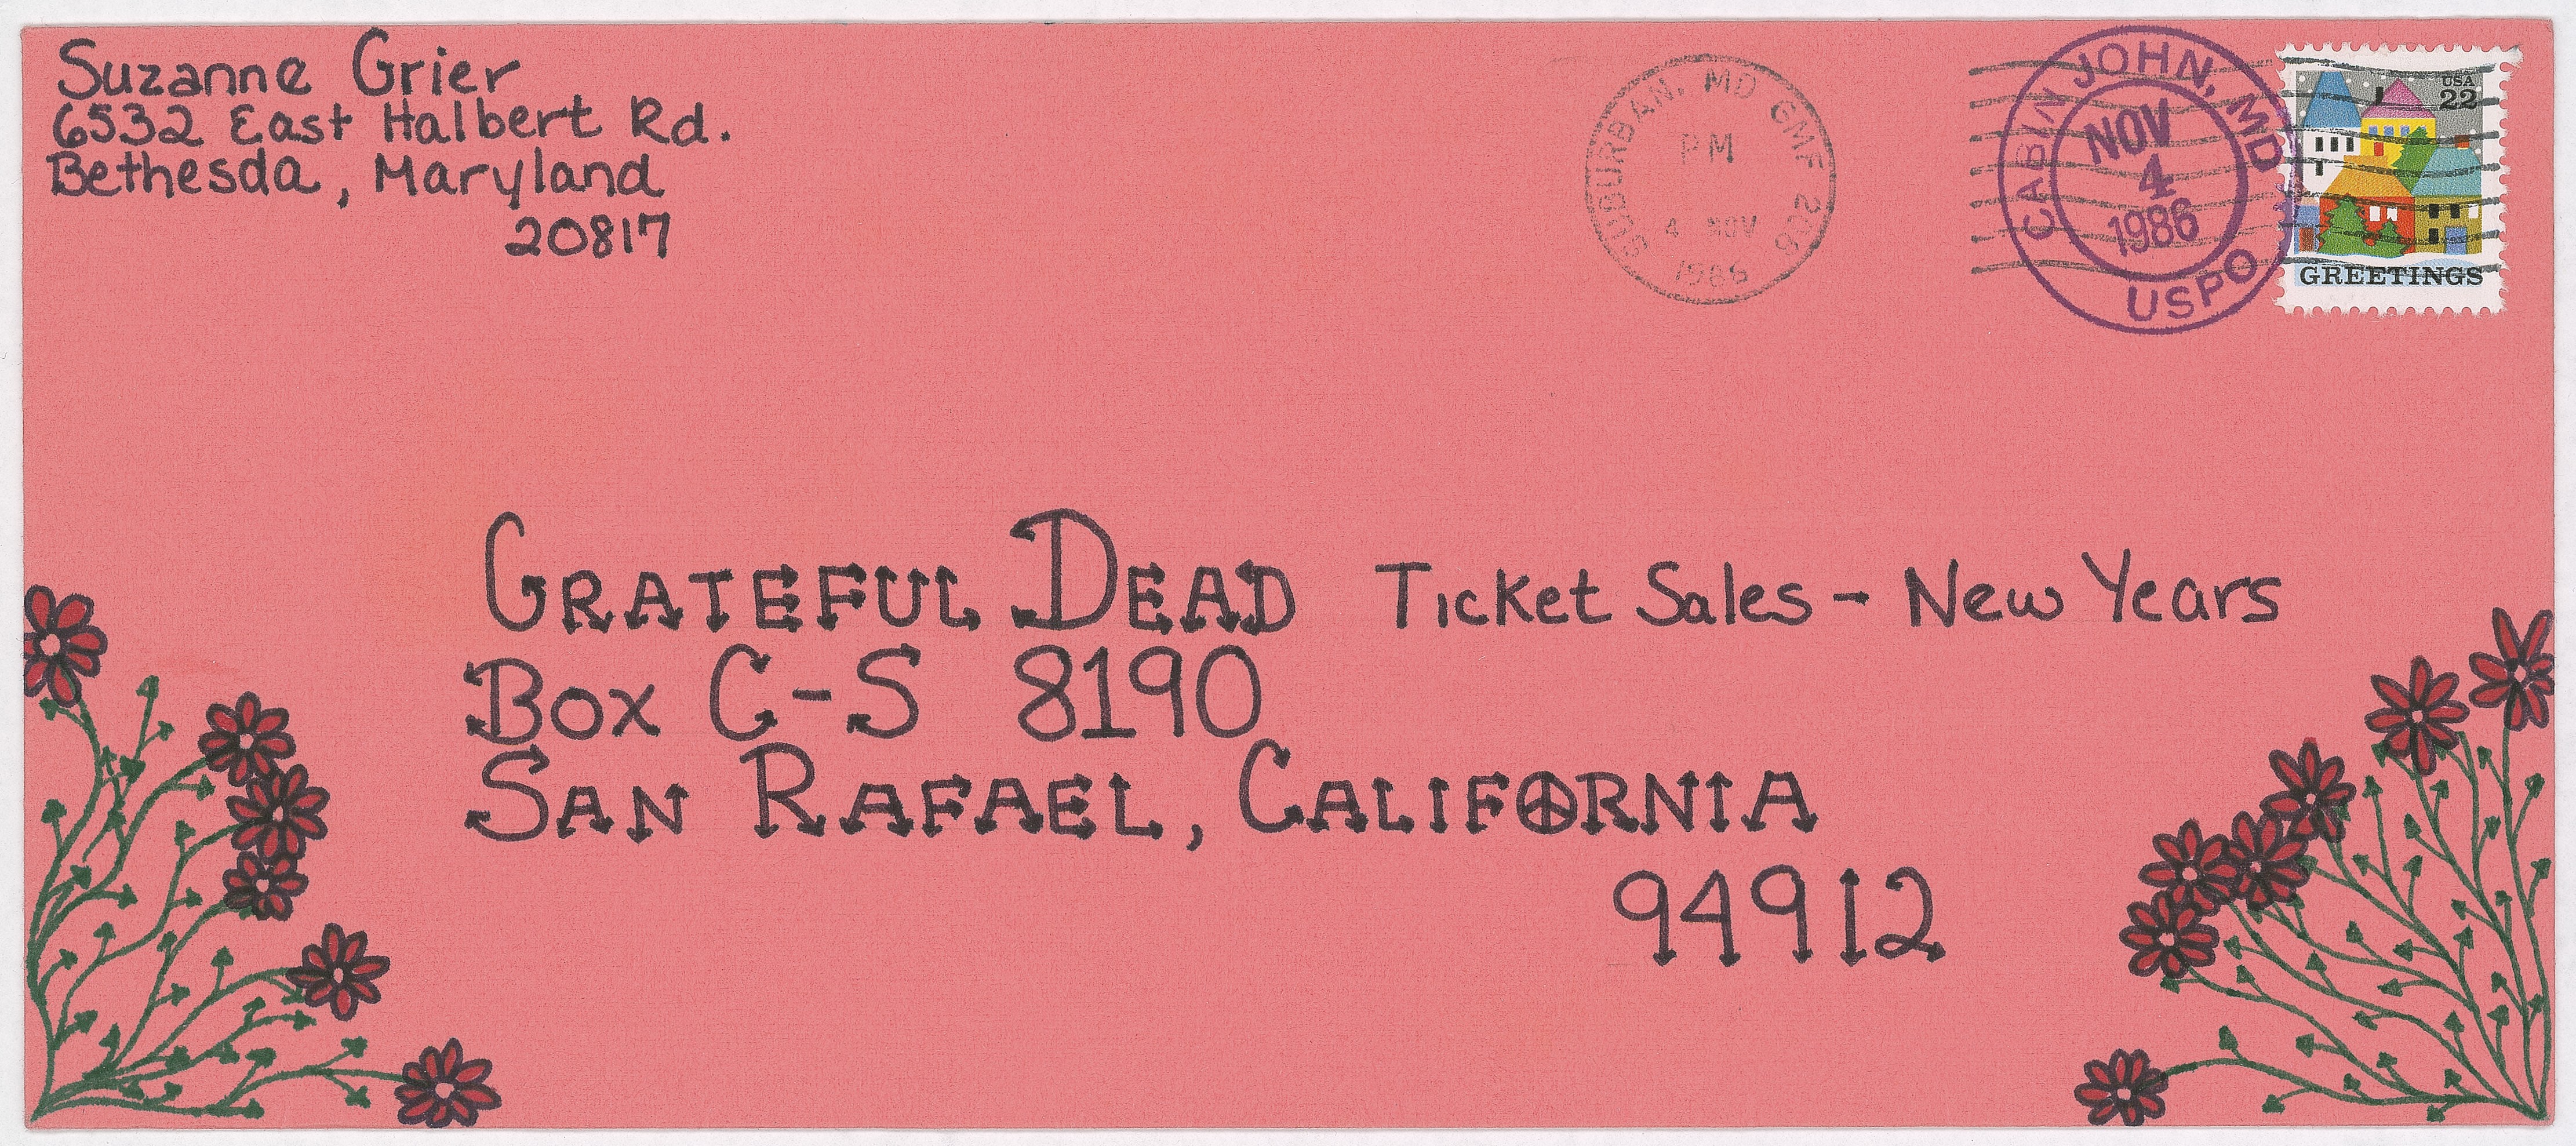 Suzanne Grier
6532 East Halbert Rd.
Bethesda, Maryland
20817
SUBURBAN, MD GMF 206
PM
4 NOV
1986
CABIN JOHN, MD
NOV
4
1986
USPO
USA
22
GREETINGS
GRATEFUL DEAD Ticket Sales - New Years
Box C-S 8190
SAN RAFAEL, CALIFORNIA
94912